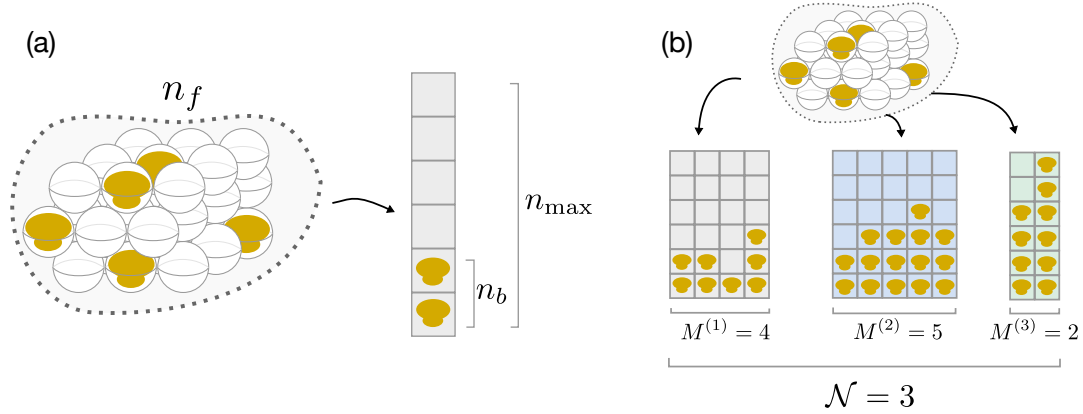 (a)
n_f
n_max
n_b
(b)
M^(1) = 4
M^(2) = 5
M^(3) = 2
𝒩 = 3